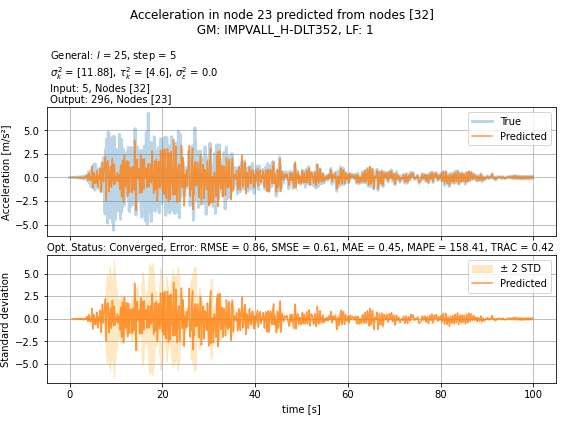 Acceleration in node 23 predicted from nodes [32]
GM: IMPVALL_H-DLT352, LF: 1
General: l = 25, step = 5
σ²ₖ = [11.88], τ²ₖ = [4.6], σ²ε = 0.0
Input: 5, Nodes [32]
Output: 296, Nodes [23]
Acceleration [m/s²]
5.0
2.5
0.0
−2.5
−5.0
True
Predicted
Opt. Status: Converged, Error: RMSE = 0.86, SMSE = 0.61, MAE = 0.45, MAPE = 158.41, TRAC = 0.42
Standard deviation
5.0
2.5
0.0
−2.5
−5.0
± 2 STD
Predicted
0 20 40 60 80 100
time [s]